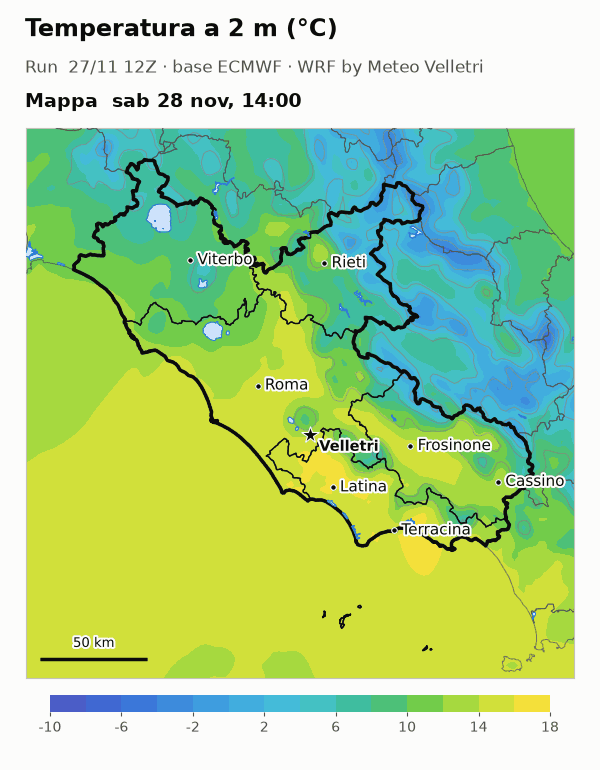 Temperatura a 2 m (°C)
Run  27/11 12Z · base ECMWF · WRF by Meteo Velletri
Mappa  sab 28 nov, 14:00
Viterbo
Rieti
Roma
Velletri
Frosinone
Cassino
Latina
Terracina
50 km
-10 -6 -2 2 6 10 14 18